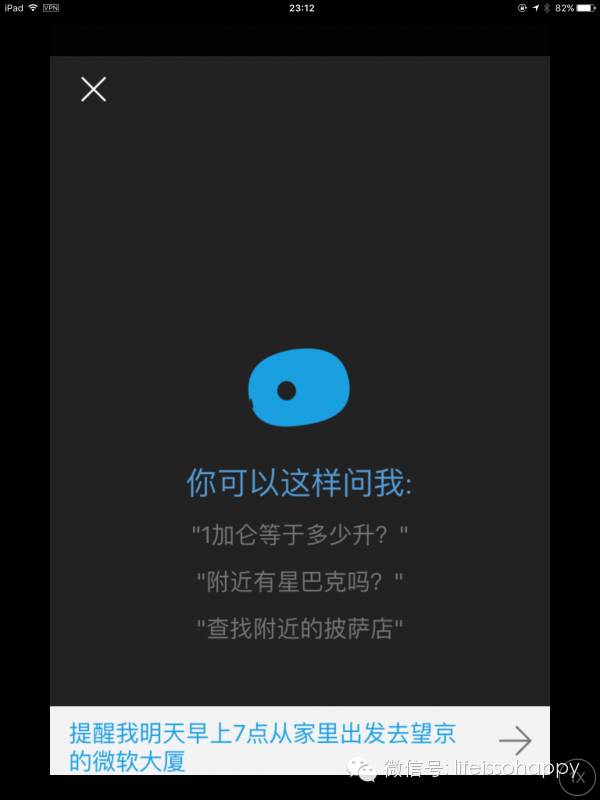 iPad VPN 23:12 82%
你可以这样问我:
"1加仑等于多少升？"
"附近有星巴克吗？"
"查找附近的披萨店"
提醒我明天早上7点从家里出发去望京
的微软大厦
微信号: lifeissohappy
1X